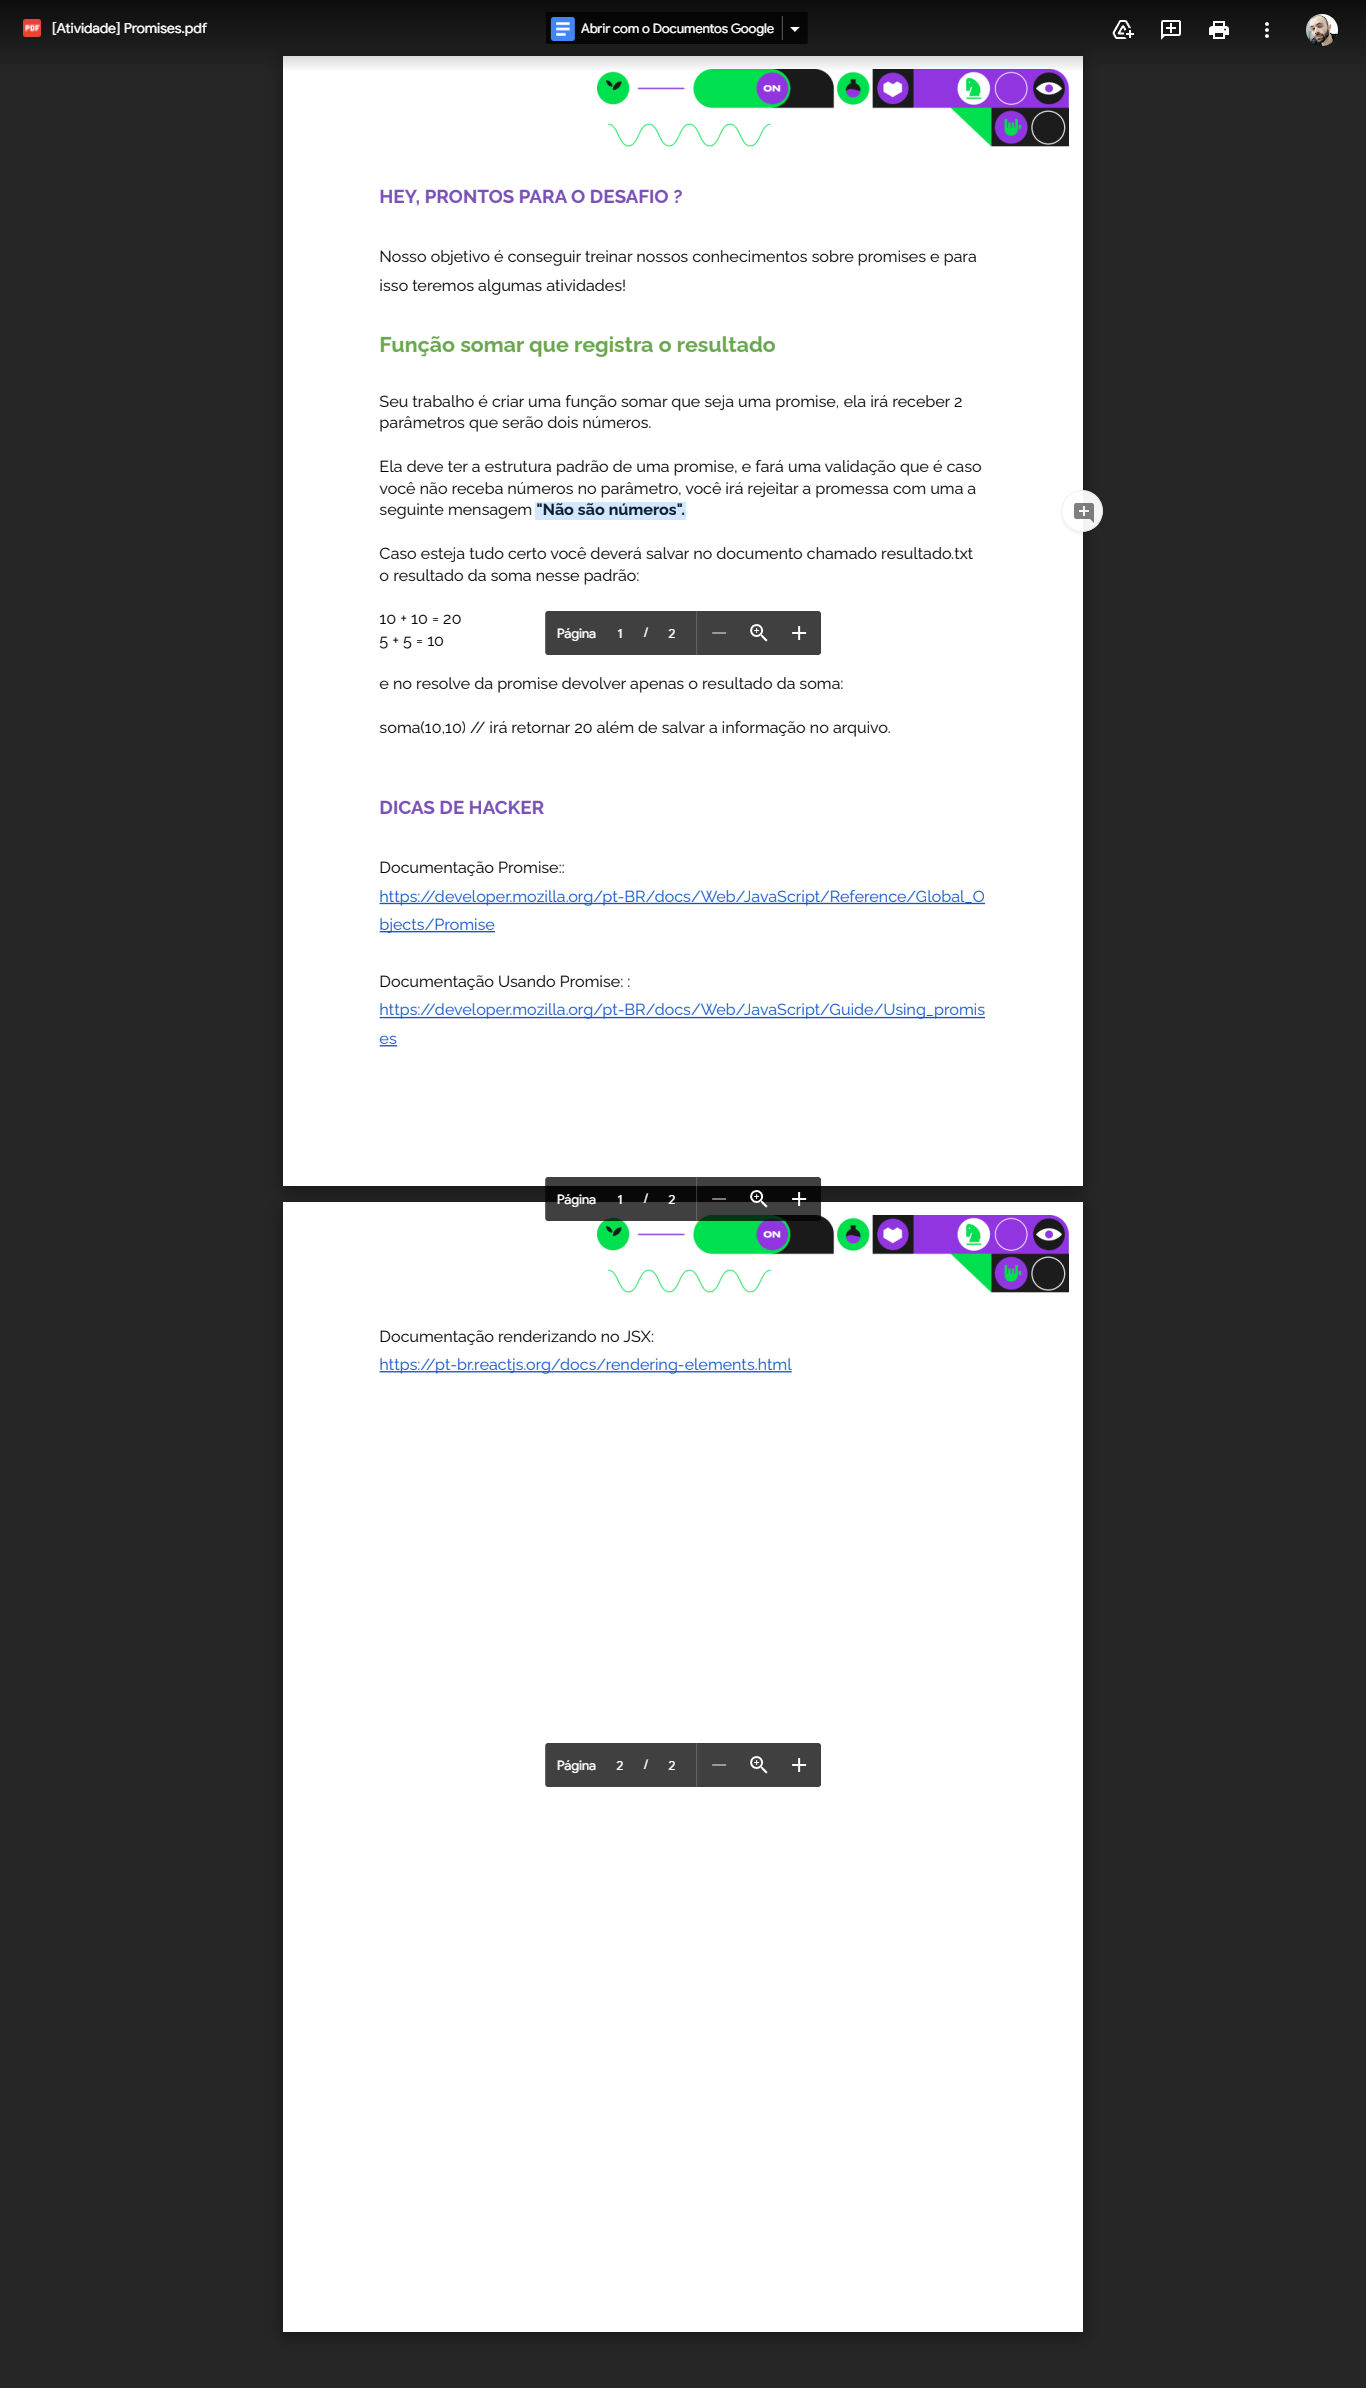 PDF
[Atividade] Promises.pdf
Abrir com o Documentos Google
ON
HEY, PRONTOS PARA O DESAFIO ?
Nosso objetivo é conseguir treinar nossos conhecimentos sobre promises e para
isso teremos algumas atividades!
Função somar que registra o resultado
Seu trabalho é criar uma função somar que seja uma promise, ela irá receber 2
parâmetros que serão dois números.
Ela deve ter a estrutura padrão de uma promise, e fará uma validação que é caso
você não receba números no parâmetro, você irá rejeitar a promessa com uma a
seguinte mensagem "Não são números".
Caso esteja tudo certo você deverá salvar no documento chamado resultado.txt
o resultado da soma nesse padrão:
10 + 10 = 20
5 + 5 = 10
Página 1 / 2
e no resolve da promise devolver apenas o resultado da soma:
soma(10,10) // irá retornar 20 além de salvar a informação no arquivo.
DICAS DE HACKER
Documentação Promise::
https://developer.mozilla.org/pt-BR/docs/Web/JavaScript/Reference/Global_O
bjects/Promise
Documentação Usando Promise: :
https://developer.mozilla.org/pt-BR/docs/Web/JavaScript/Guide/Using_promis
es
Página 1 / 2
ON
Documentação renderizando no JSX:
https://pt-br.reactjs.org/docs/rendering-elements.html
Página 2 / 2